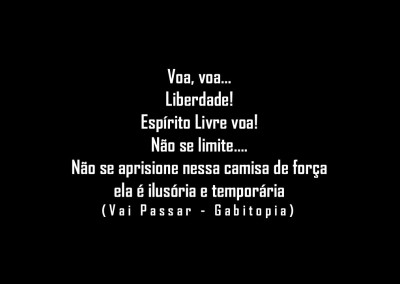 Voa, voa...
Liberdade!
Espírito Livre voa!
Não se limite....
Não se aprisione nessa camisa de força
ela é ilusória e temporária
(Vai Passar - Gabitopia)